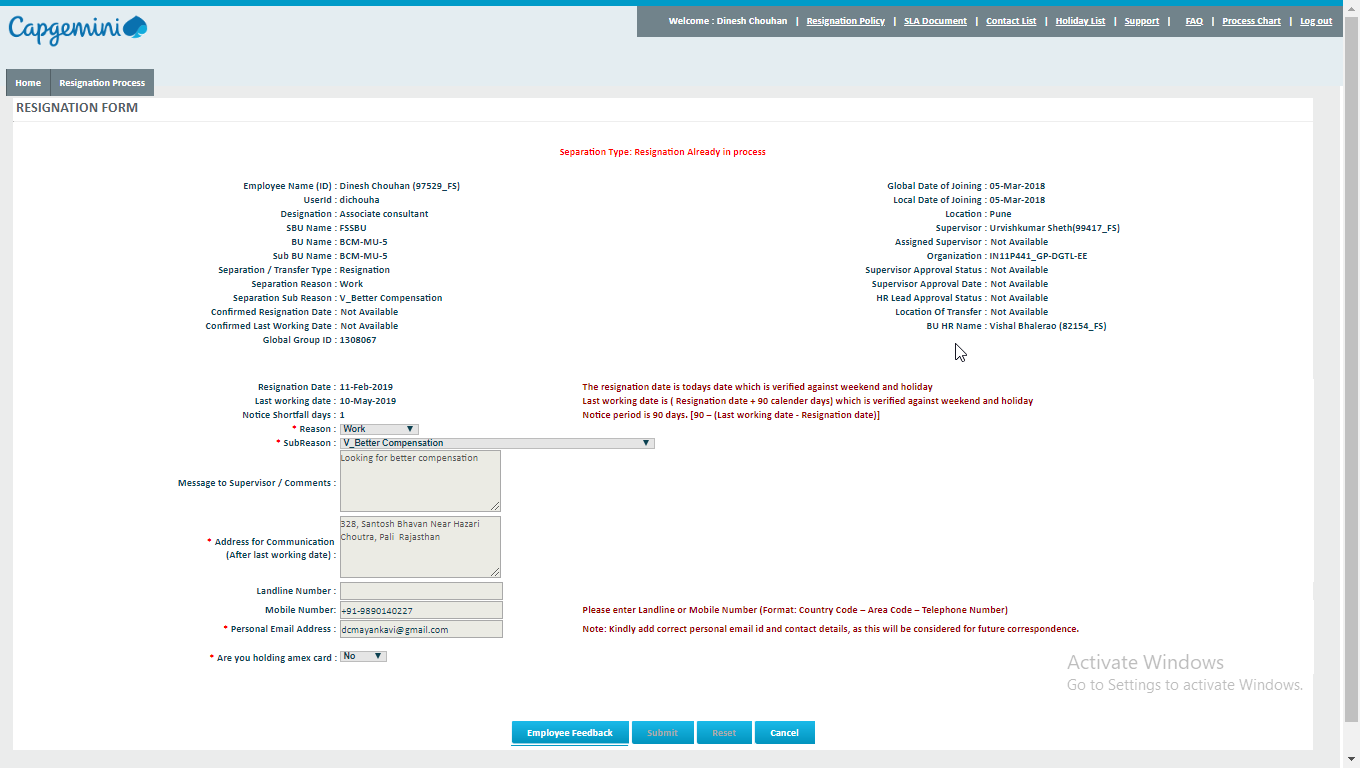 Capgemini
Welcome : Dinesh Chouhan | Resignation Policy | SLA Document | Contact List | Holiday List | Support | FAQ | Process Chart | Log out
Home Resignation Process
RESIGNATION FORM
Separation Type: Resignation Already in process
Employee Name (ID) : Dinesh Chouhan (97529_FS)
UserId : dichouha
Designation : Associate consultant
SBU Name : FSSBU
BU Name : BCM-MU-5
Sub BU Name : BCM-MU-5
Separation / Transfer Type : Resignation
Separation Reason : Work
Separation Sub Reason : V_Better Compensation
Confirmed Resignation Date : Not Available
Confirmed Last Working Date : Not Available
Global Group ID : 1308067
Global Date of Joining : 05-Mar-2018
Local Date of Joining : 05-Mar-2018
Location : Pune
Supervisor : Urvishkumar Sheth(99417_FS)
Assigned Supervisor : Not Available
Organization : IN11P441_GP-DGTL-EE
Supervisor Approval Status : Not Available
Supervisor Approval Date : Not Available
HR Lead Approval Status : Not Available
Location Of Transfer : Not Available
BU HR Name : Vishal Bhalerao (82154_FS)
Resignation Date : 11-Feb-2019 The resignation date is todays date which is verified against weekend and holiday
Last working date : 10-May-2019 Last working date is ( Resignation date + 90 calender days) which is verified against weekend and holiday
Notice Shortfall days : 1 Notice period is 90 days. [90 – (Last working date - Resignation date)]
* Reason : Work
* SubReason : V_Better Compensation
Message to Supervisor / Comments : Looking for better compensation
* Address for Communication
(After last working date) :
328, Santosh Bhavan Near Hazari
Choutra, Pali Rajasthan
Landline Number :
Mobile Number: +91-9890140227 Please enter Landline or Mobile Number (Format: Country Code – Area Code – Telephone Number)
* Personal Email Address : dcmayankavi@gmail.com Note: Kindly add correct personal email id and contact details, as this will be considered for future correspondence.
* Are you holding amex card : No
Activate Windows
Go to Settings to activate Windows.
Employee Feedback Submit Reset Cancel